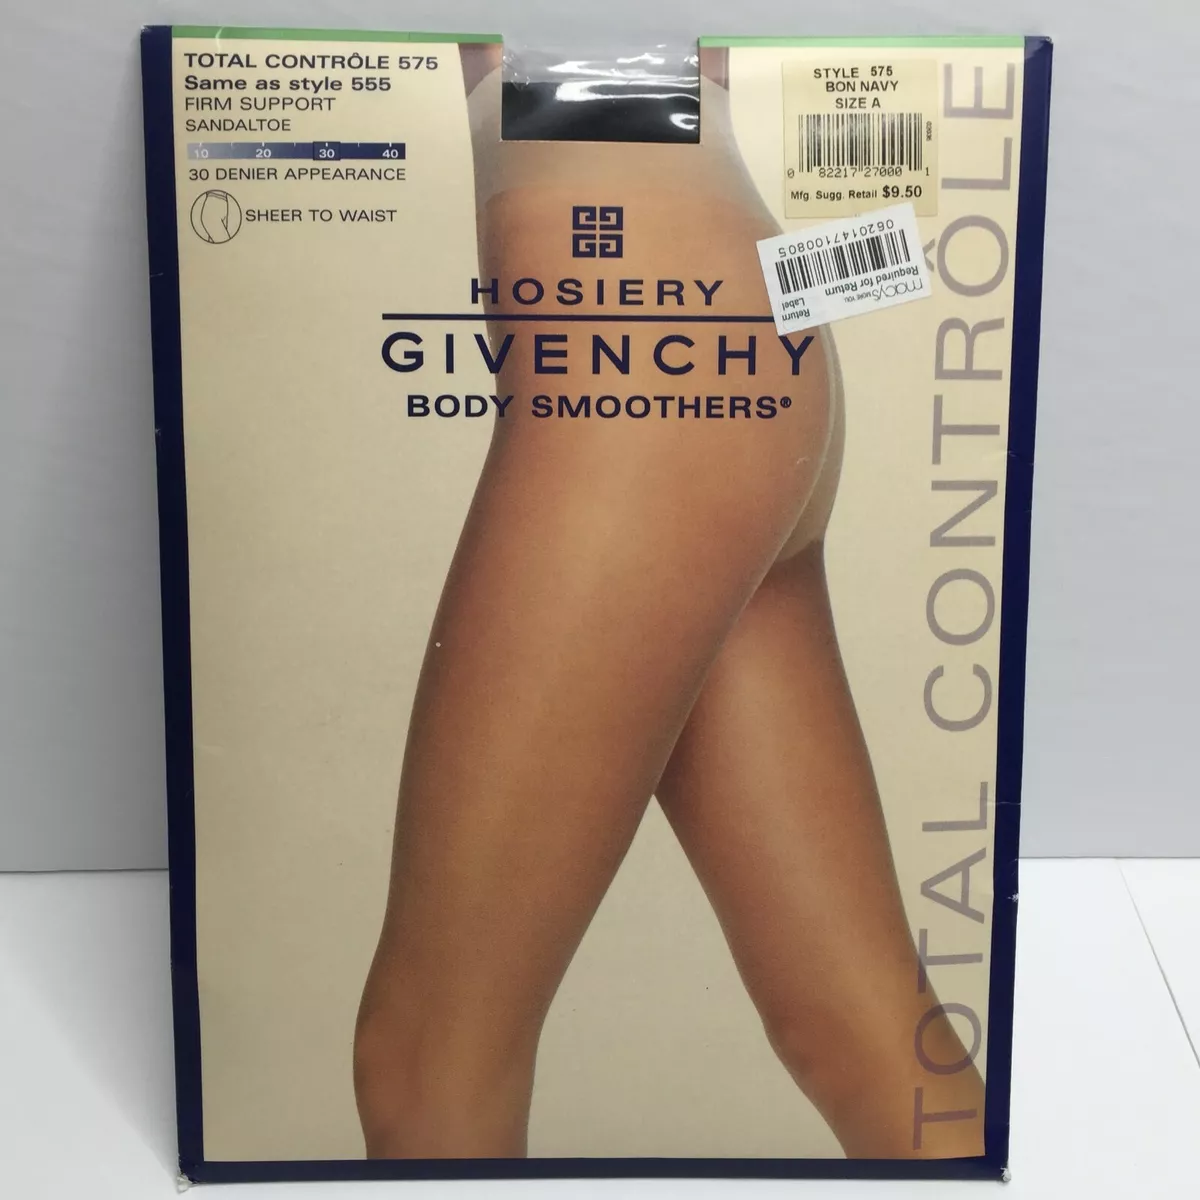 TOTAL CONTRÔLE 575
Same as style 555
FIRM SUPPORT
SANDALTOE
10 20 30 40
30 DENIER APPEARANCE
SHEER TO WAIST
STYLE 575
BON NAVY
SIZE A
0 82217 27000 1
Mfg. Sugg. Retail $9.50
HOSIERY
GIVENCHY
BODY SMOOTHERS®
macy's
Required for Return
Return
Label
0620147100805
TOTAL CONTRÔLE